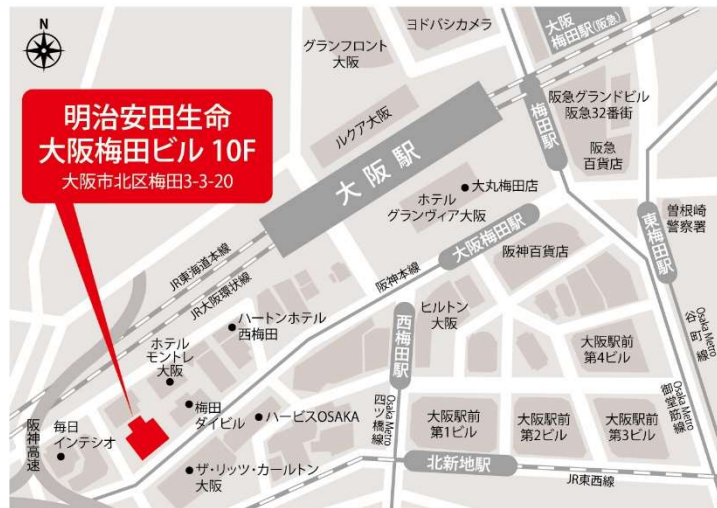 N
ヨドバシカメラ
大阪
梅田駅(阪急)
グランフロント
大阪
明治安田生命
大阪梅田ビル 10F
大阪市北区梅田3-3-20
ルクア大阪
梅田駅
阪急グランドビル
阪急32番街
阪急
百貨店
大阪駅
大丸梅田店
ホテル
グランヴィア大阪
曽根崎
警察署
東梅田駅
大阪梅田駅
阪神百貨店
JR東海道本線
JR大阪環状線
阪神本線
ハートンホテル
西梅田
ヒルトン
大阪
西梅田駅
Osaka Metro
谷町線
ホテル
モントレ
大阪
大阪駅前
第4ビル
梅田
ダイビル
ハービスOSAKA
Osaka Metro
四ツ橋線
大阪駅前
第1ビル
大阪駅前
第2ビル
大阪駅前
第3ビル
Osaka Metro
御堂筋線
阪神高速
毎日
インテシオ
ザ・リッツ・カールトン
大阪
北新地駅
JR東西線